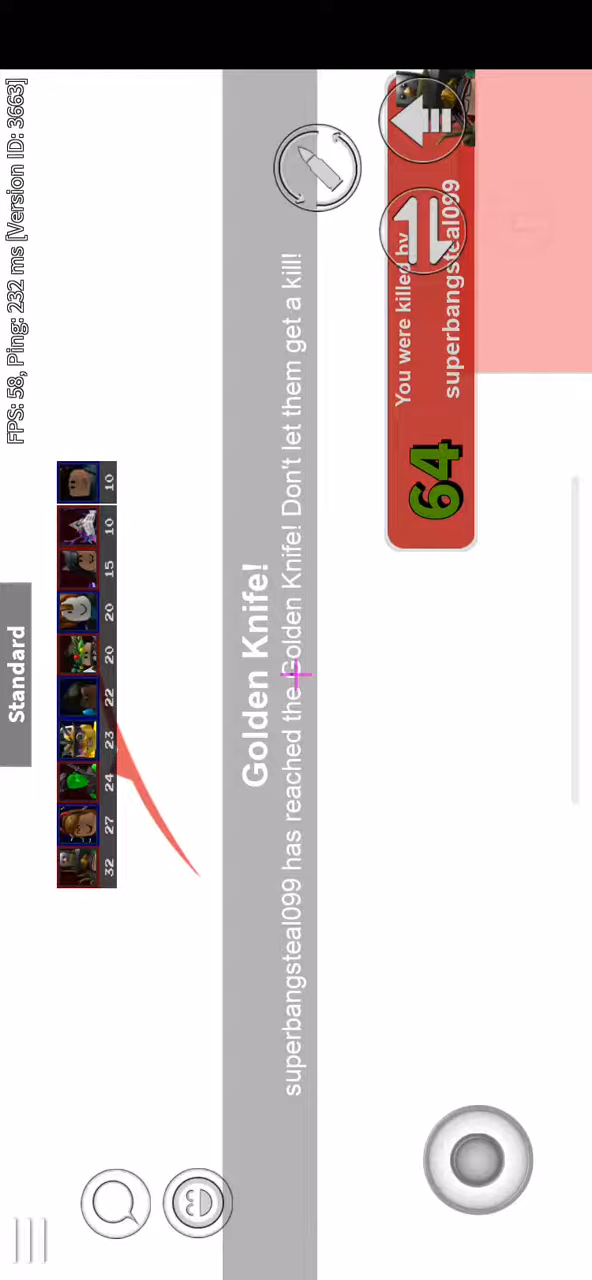 FPS: 58, Ping: 232 ms [Version ID: 3663]
Standard
32 27 24 23 22 20 20 15 10 10
Golden Knife!
superbangsteal099 has reached the Golden Knife! Don't let them get a kill!
64
You were killed by
superbangsteal099